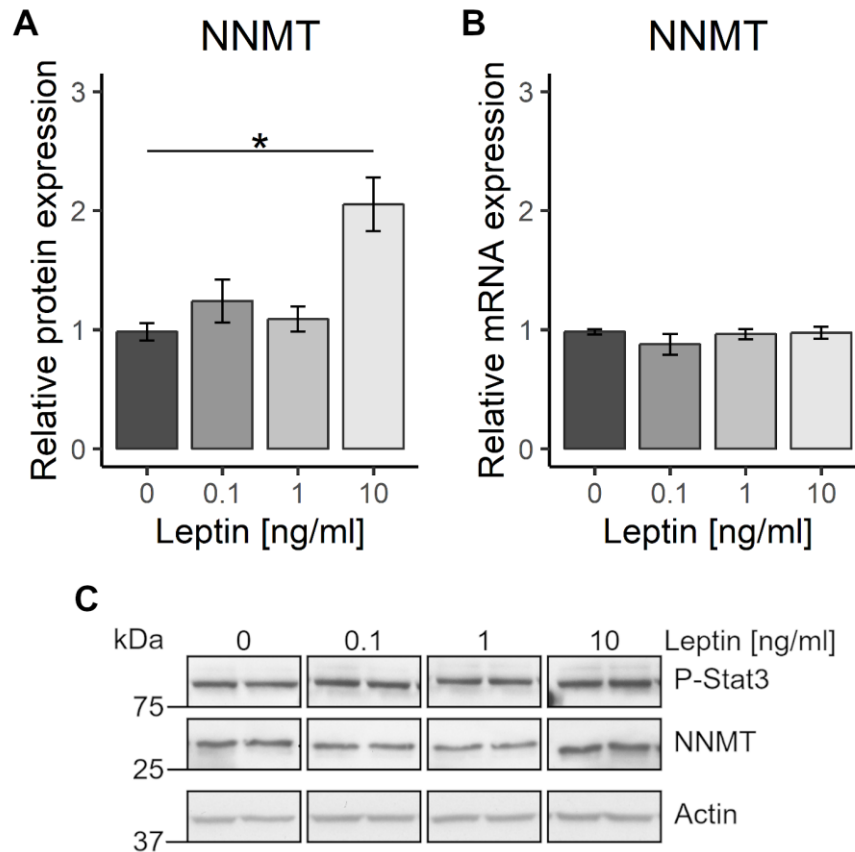 A
NNMT
Relative protein expression
3
2
1
0
*
0 0.1 1 10
Leptin [ng/ml]
B
NNMT
Relative mRNA expression
3
2
1
0
0 0.1 1 10
Leptin [ng/ml]
C
kDa 0 0.1 1 10 Leptin [ng/ml]
P-Stat3
75
NNMT
25
Actin
37